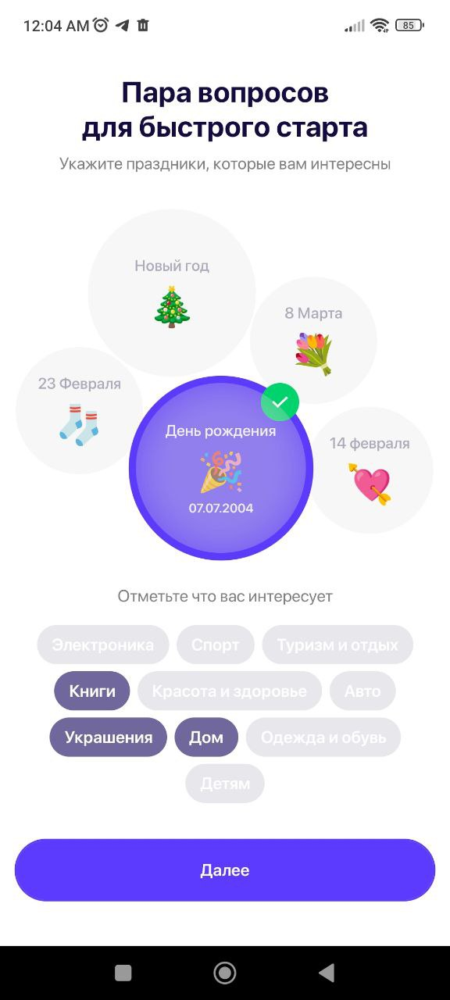 12:04 AM
85
Пара вопросов
для быстрого старта
Укажите праздники, которые вам интересны
Новый год
8 Марта
23 Февраля
День рождения
07.07.2004
14 февраля
Отметьте что вас интересует
Электроника Спорт Туризм и отдых
Книги Красота и здоровье Авто
Украшения Дом Одежда и обувь
Детям
Далее